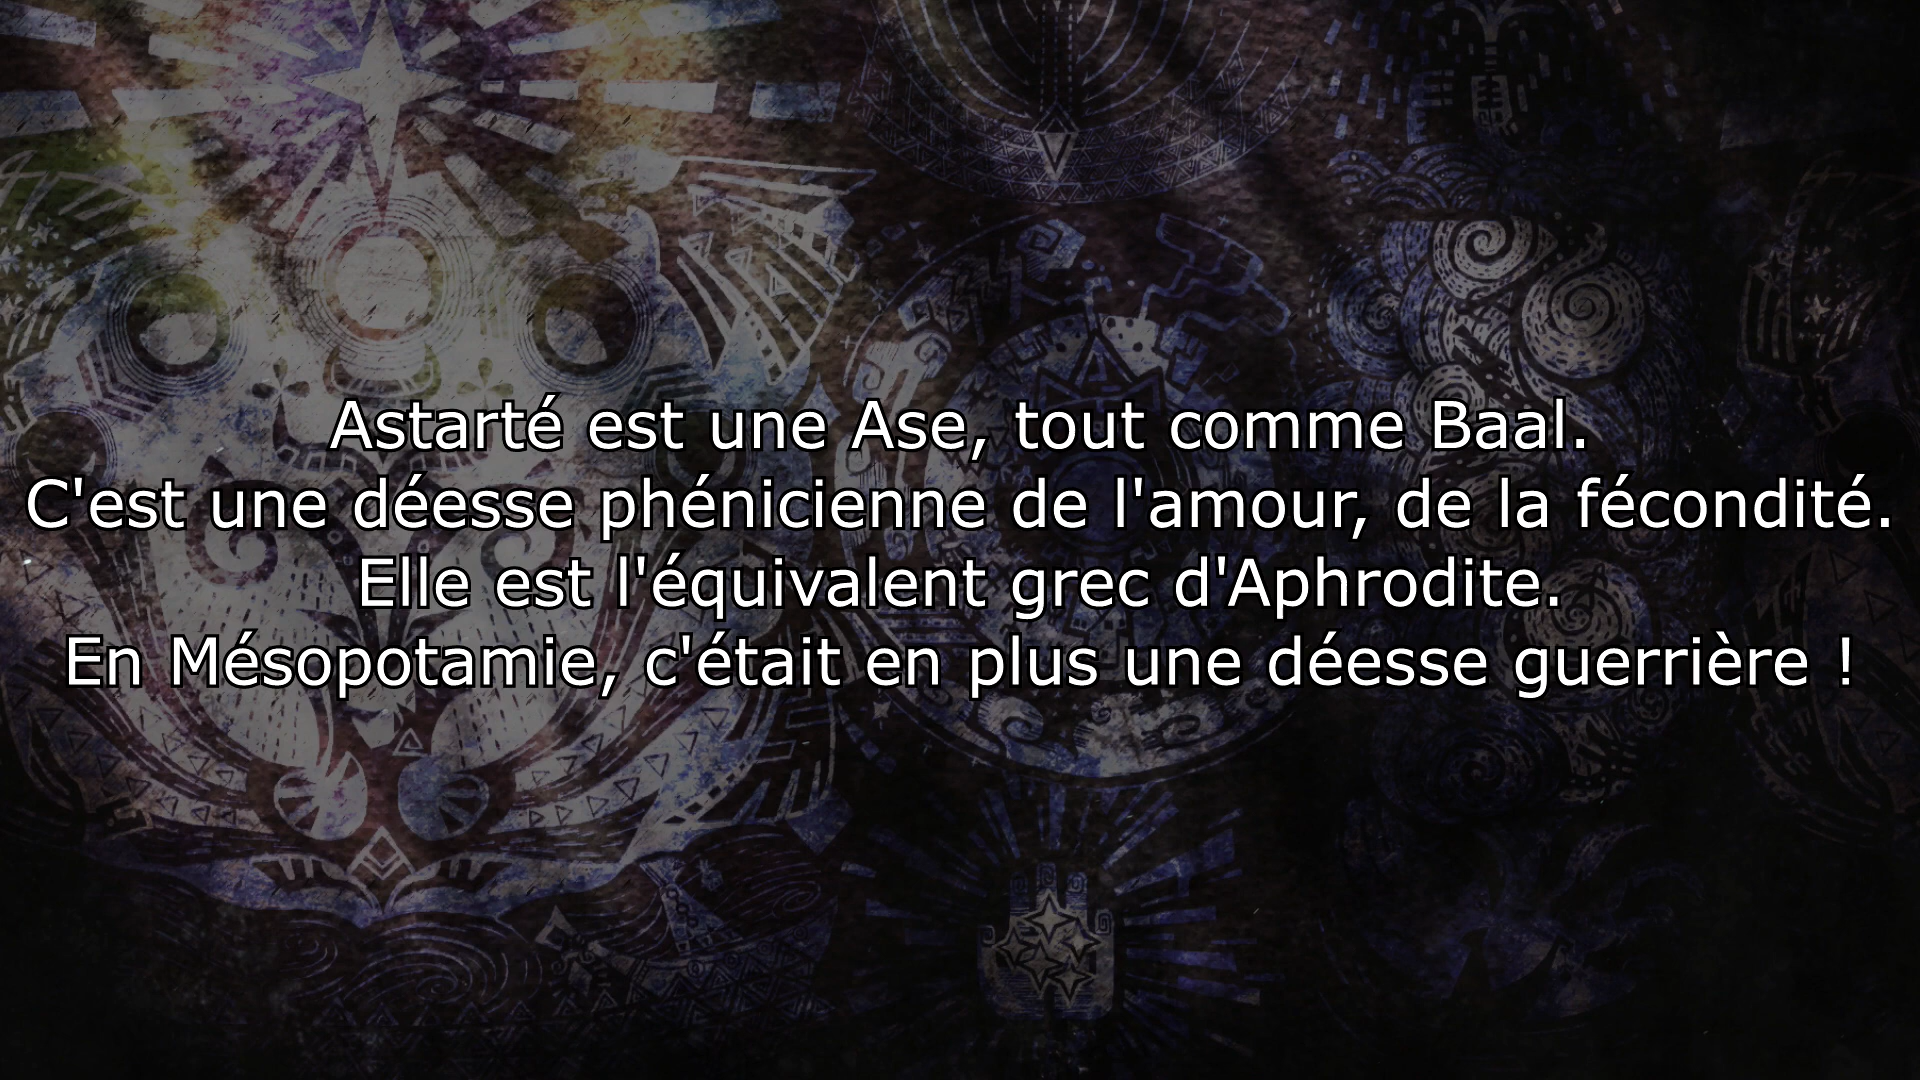 Astarté est une Ase, tout comme Baal.
C'est une déesse phénicienne de l'amour, de la fécondité.
Elle est l'équivalent grec d'Aphrodite.
En Mésopotamie, c'était en plus une déesse guerrière !